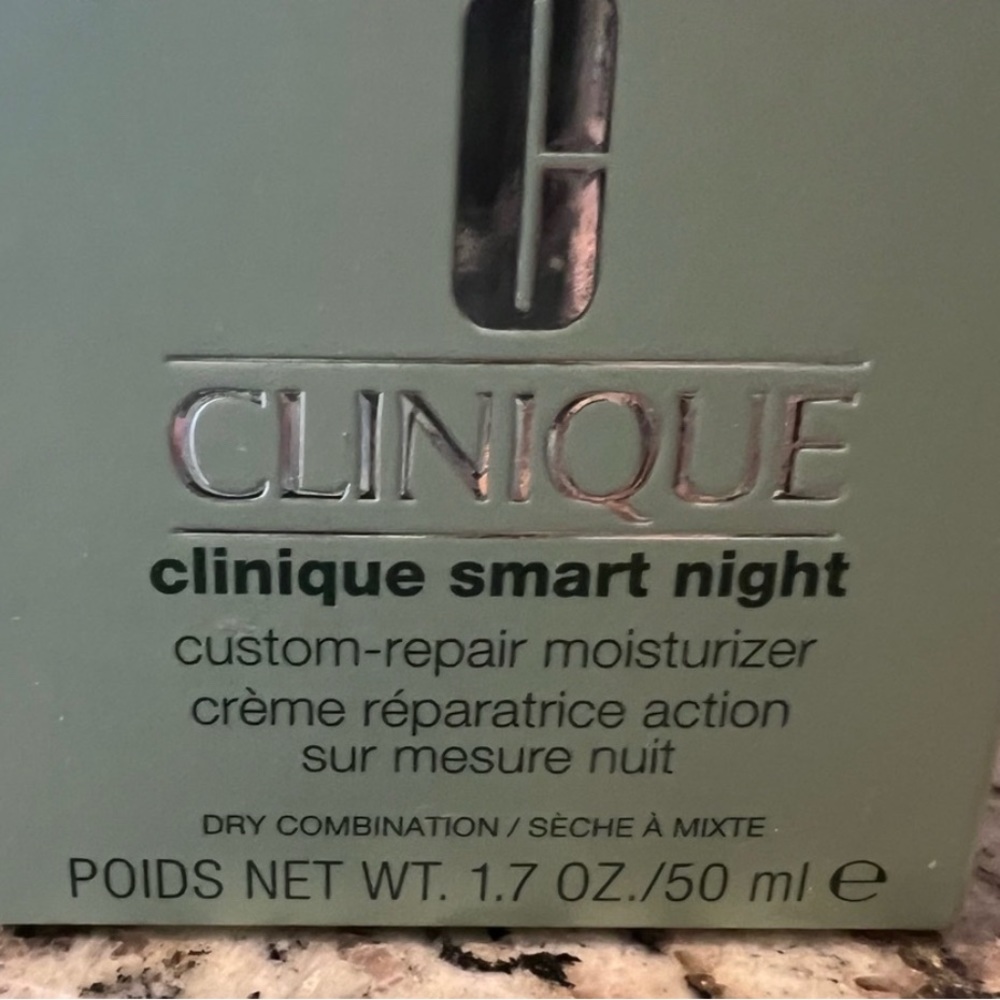 C
CLINIQUE
clinique smart night
custom-repair moisturizer
crème réparatrice action
sur mesure nuit
DRY COMBINATION / SÈCHE À MIXTE
POIDS NET WT. 1.7 OZ./50 ml ℮